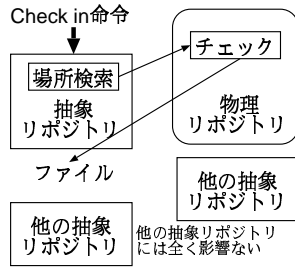 Check in命令
チェック
場所検索
抽象
リポジトリ
物理
リポジトリ
ファイル
他の抽象
リポジトリ
他の抽象
リポジトリ
他の抽象リポジトリ
には全く影響ない